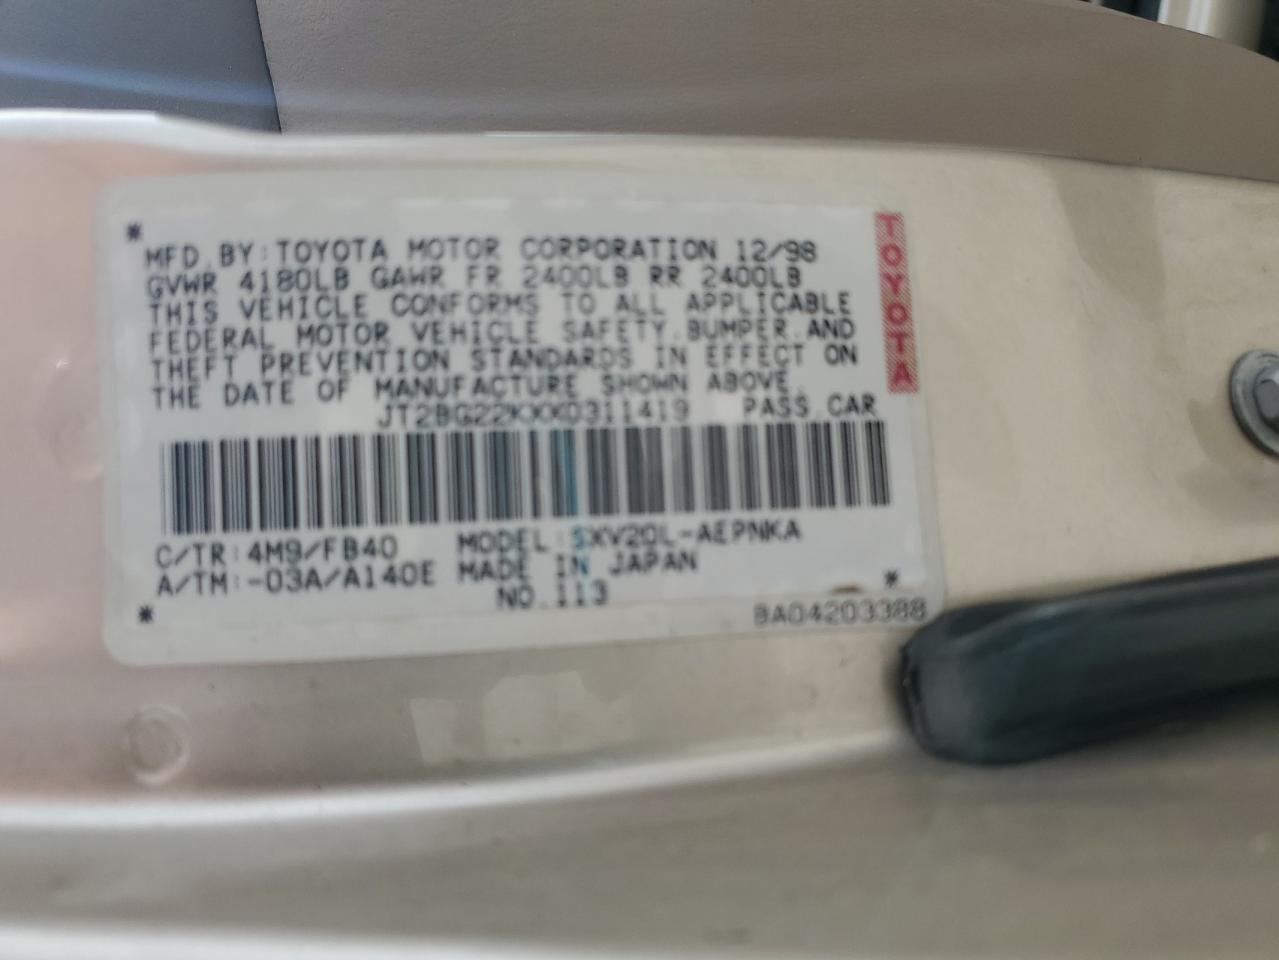 *
MFD.BY:TOYOTA MOTOR CORPORATION 12/98
GVWR 4180LB GAWR FR 2400LB RR 2400LB
THIS VEHICLE CONFORMS TO ALL APPLICABLE
FEDERAL MOTOR VEHICLE SAFETY,BUMPER,AND
THEFT PREVENTION STANDARDS IN EFFECT ON
THE DATE OF MANUFACTURE SHOWN ABOVE.
JT2BG22KXX0311419 PASS.CAR
C/TR:4M9/FB40 MODEL:SXV20L-AEPNKA
A/TM:-03A/A140E MADE IN JAPAN
NO.113 *
* BA04203388
TOYOTA